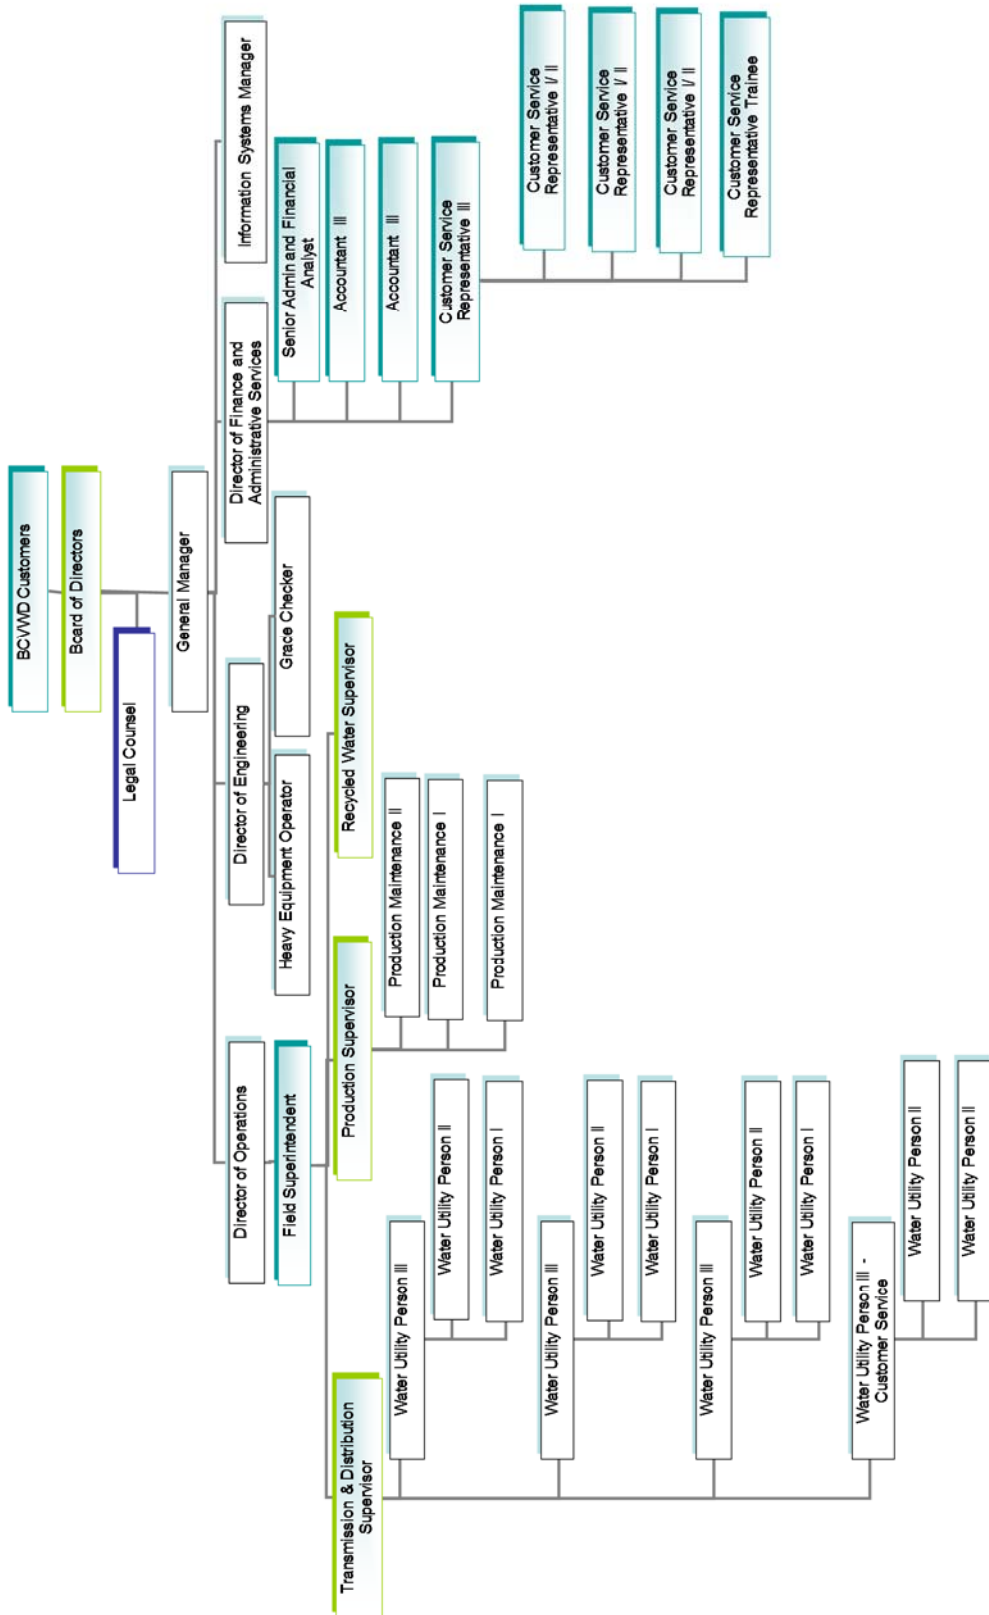 BCVWD Customers
Board of Directors
Legal Counsel
General Manager
Director of Operations
Director of Engineering
Director of Finance and
Administrative Services
Information Systems Manager
Field Superintendent
Heavy Equipment Operator
Grace Checker
Senior Admin and Financial
Analyst
Accountant III
Accountant III
Customer Service
Representative III
Customer Service
Representative I/ II
Customer Service
Representative I/ II
Customer Service
Representative I/ II
Customer Service
Representative Trainee
Transmission & Distribution
Supervisor
Production Supervisor
Recycled Water Supervisor
Production Maintenance II
Production Maintenance I
Production Maintenance I
Water Utility Person III
Water Utility Person II
Water Utility Person I
Water Utility Person III
Water Utility Person II
Water Utility Person I
Water Utility Person III
Water Utility Person II
Water Utility Person I
Water Utility Person III -
Customer Service
Water Utility Person II
Water Utility Person II